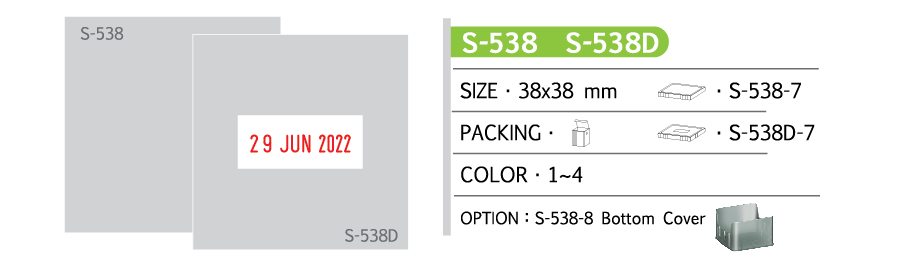 S-538
29 JUN 2022
S-538D
S-538 S-538D
SIZE · 38x38 mm · S-538-7
PACKING · · S-538D-7
COLOR · 1~4
OPTION : S-538-8 Bottom Cover